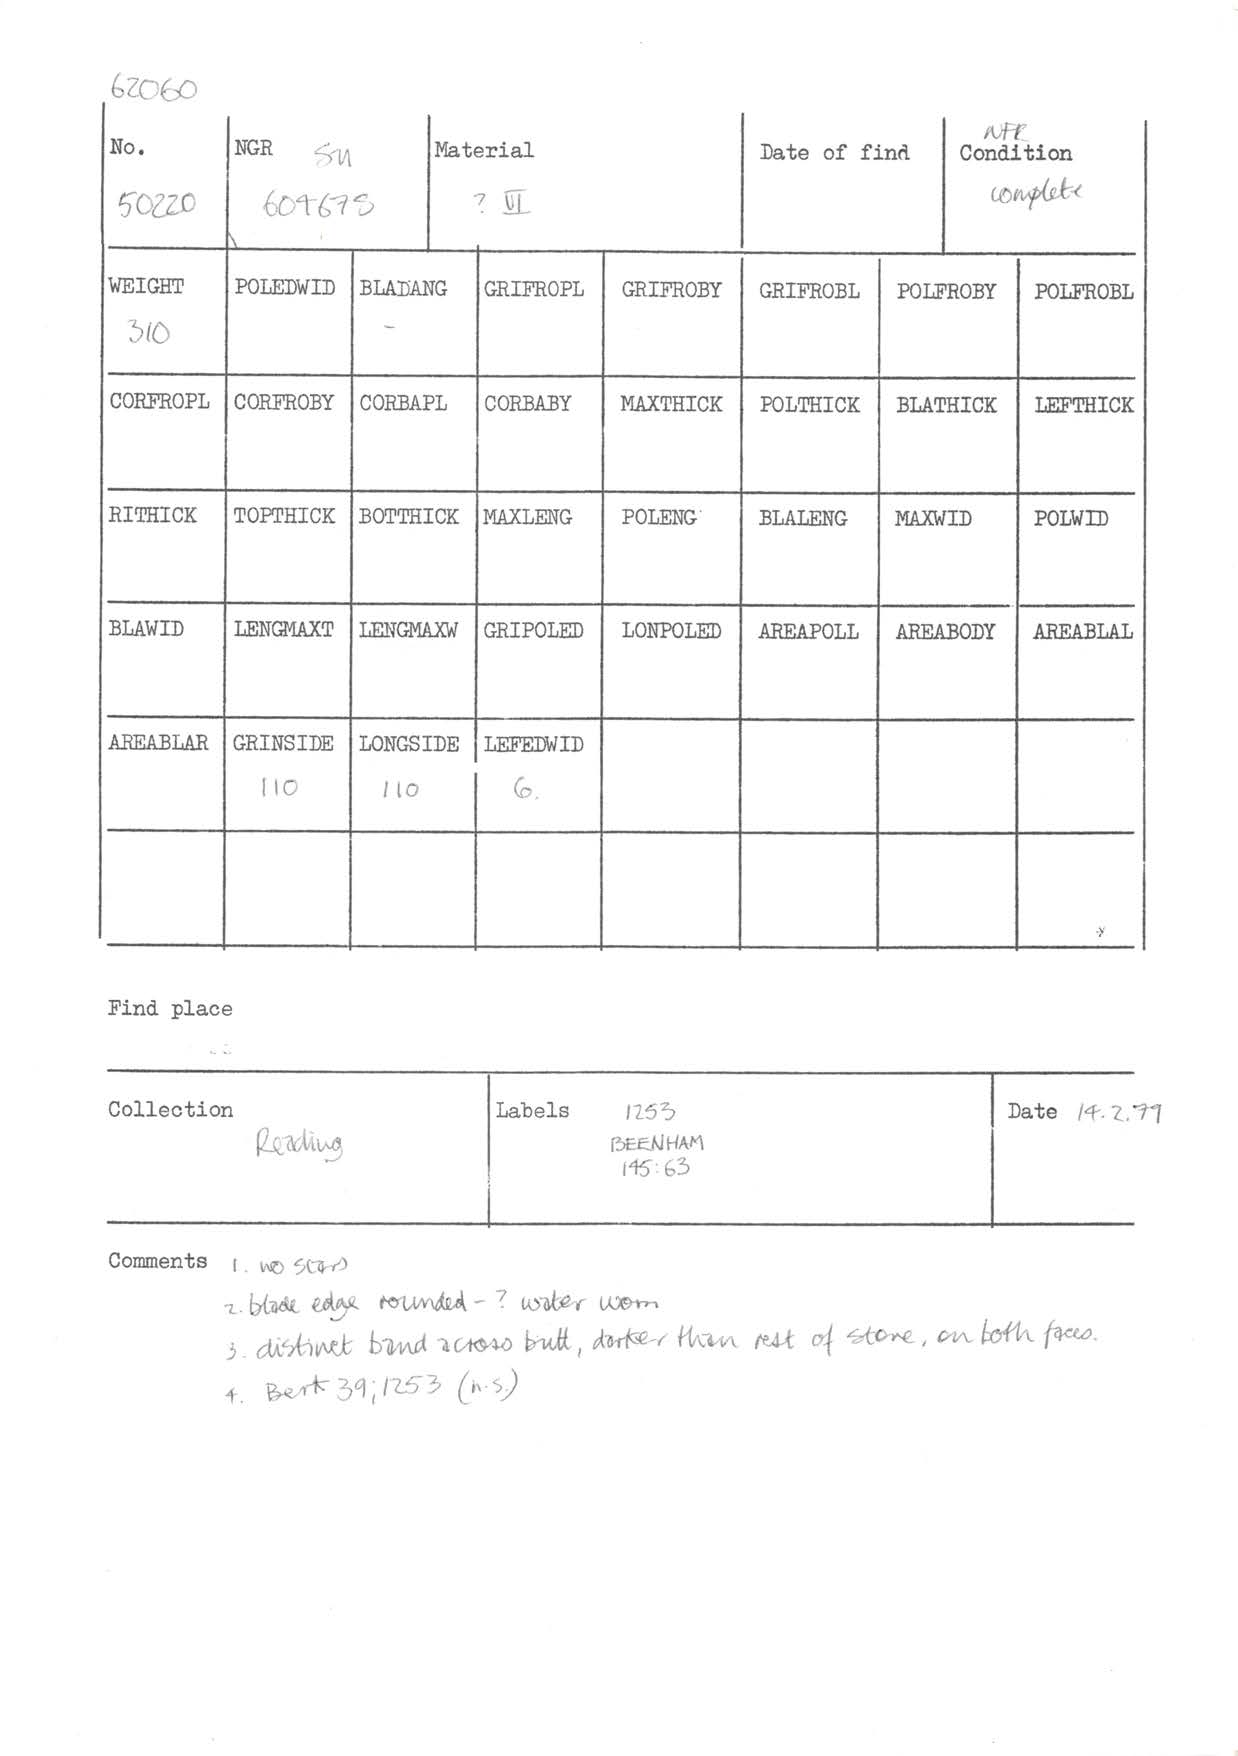 62060
No. NGR SU Material Date of find NFR Condition
50220 604678 ? VI complete
WEIGHT POLEDWID BLADANG GRIFROPL GRIFROBY GRIFROBL POLFROBY POLFROBL
310 -
CORFROPL CORFROBY CORBAPL CORBABY MAXTHICK POLTHICK BLATHICK LEFTHICK
RITHICK TOPTHICK BOTTHICK MAXLENG POLENG BLALENG MAXWID POLWID
BLAWID LENGMAXT LENGMAXW GRIPOLED LONPOLED AREAPOLL AREABODY AREABLAL
AREABLAR GRINSIDE LONGSIDE LEFEDWID
110 110 6.
Find place
Collection Labels 1253 Date 14.2.79
Reading BEENHAM
145:63
Comments 1. no scars
2. blade edge rounded - ? water worn
3. distinct band across butt, darker than rest of stone, on both faces.
4. Berk 39;1253 (n.s.)